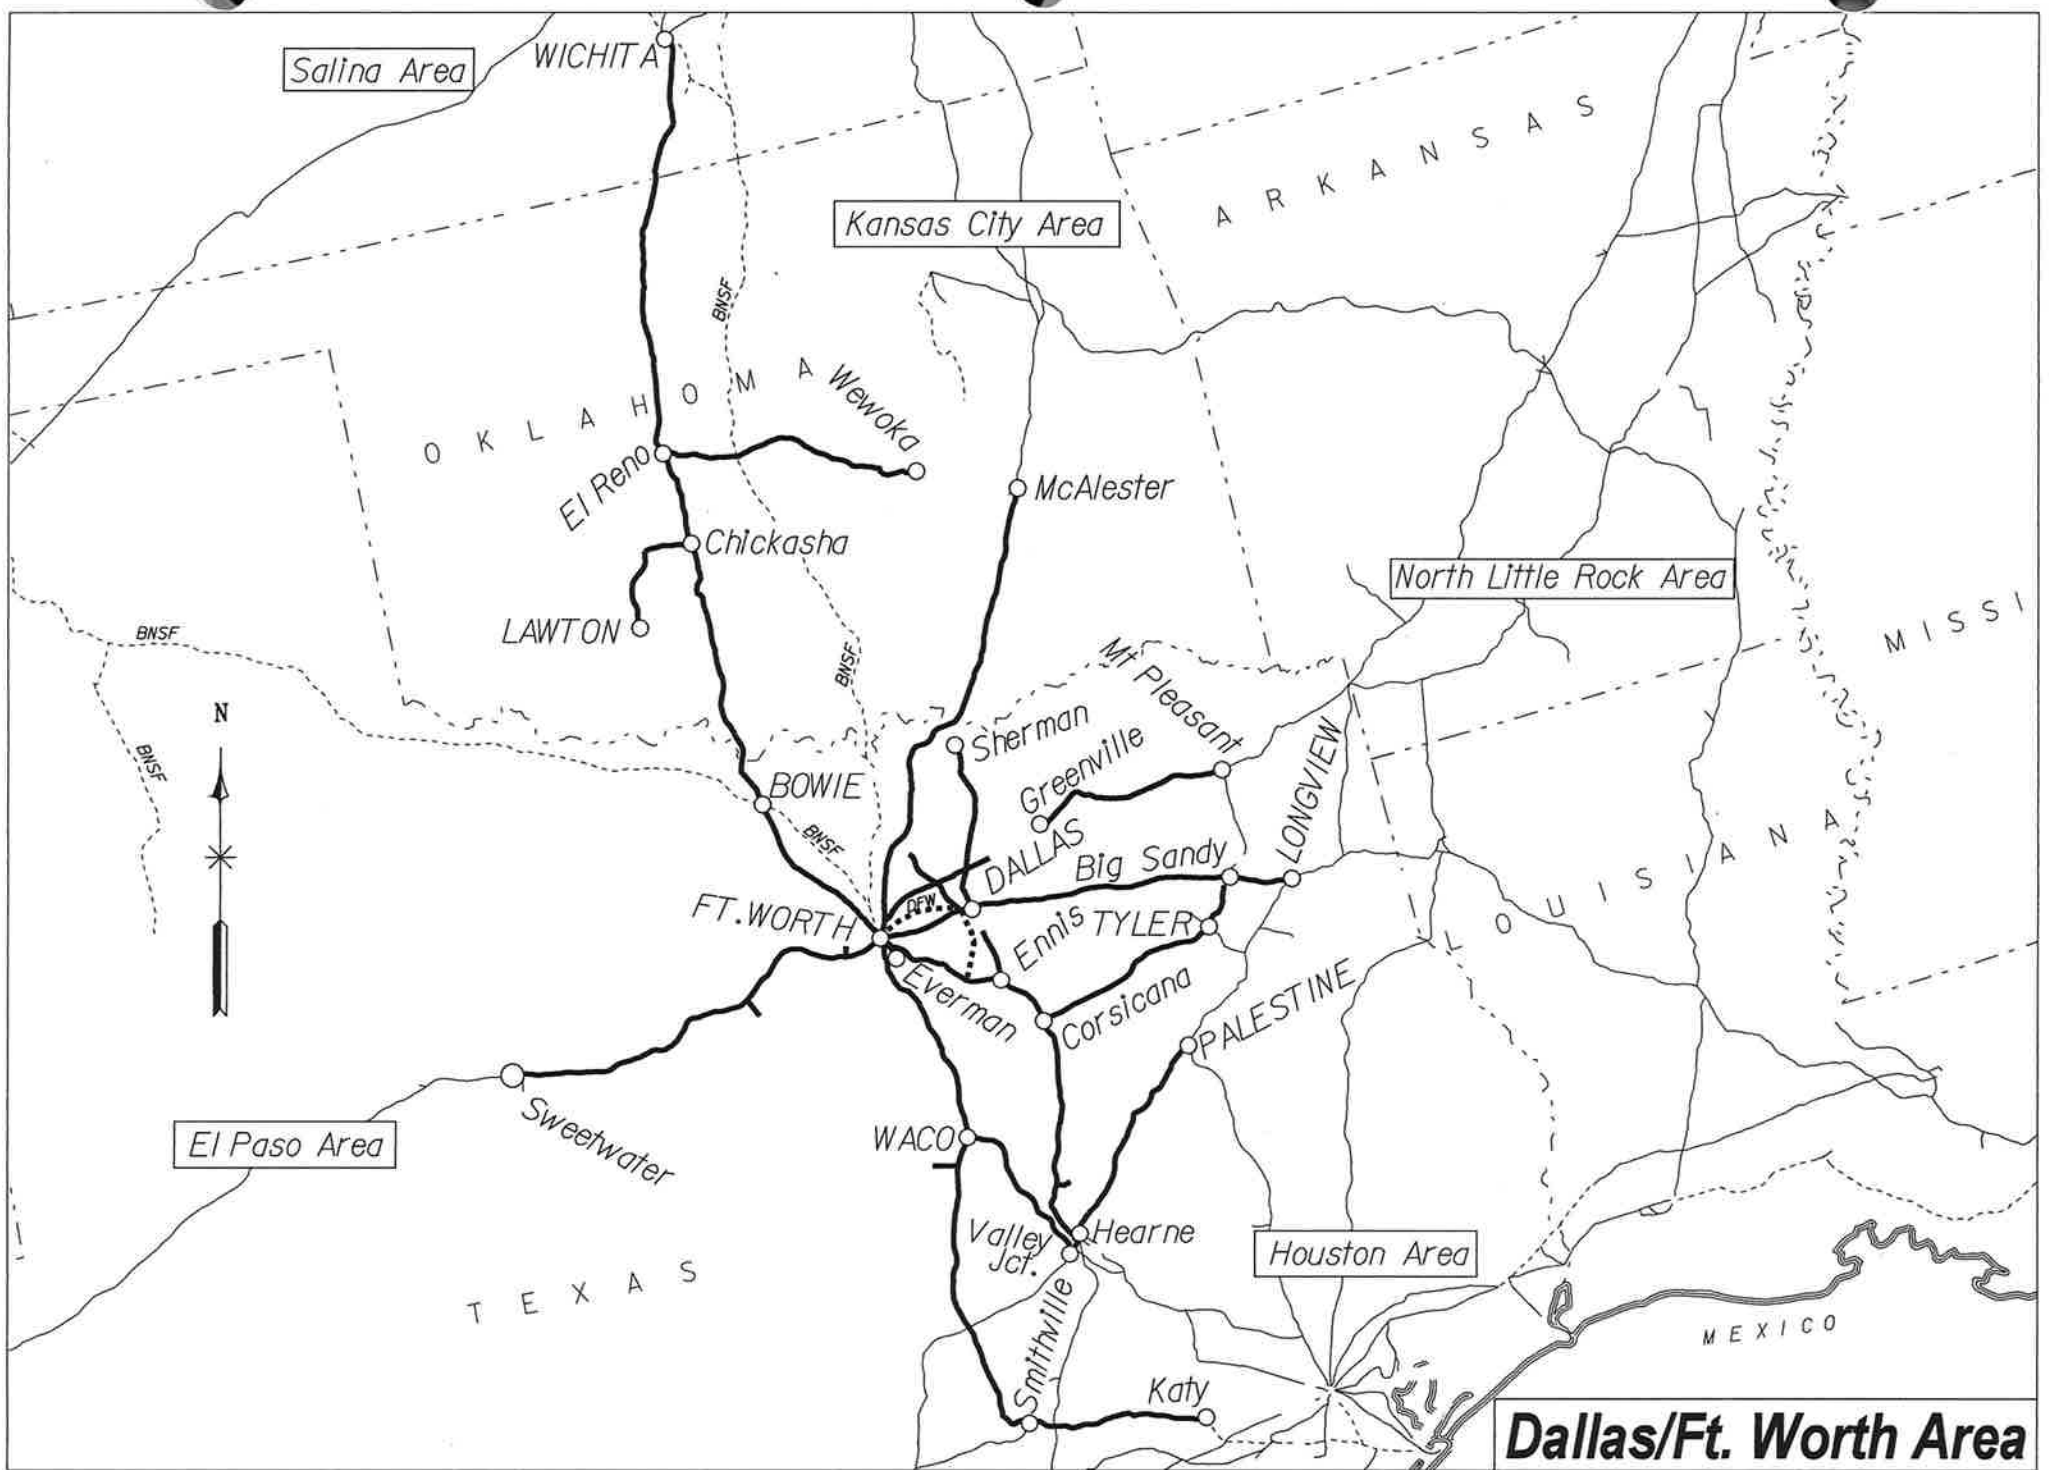 WICHITA
Salina Area
ARKANSAS
Kansas City Area
BNSF
OKLAHOMA
Wewoka
El Reno
McAlester
Chickasha
North Little Rock Area
LAWTON
BNSF
MISSI
BNSF
Mt Pleasant
N
Sherman
Greenville
LONGVIEW
BNSF
BOWIE
BNSF
DALLAS
Big Sandy
LOUISIANA
DFW
FT.WORTH
Ennis
TYLER
Everman
Corsicana
PALESTINE
Sweetwater
El Paso Area
WACO
Valley
Jct.
Hearne
Houston Area
TEXAS
Smithville
MEXICO
Katy
Dallas/Ft. Worth Area